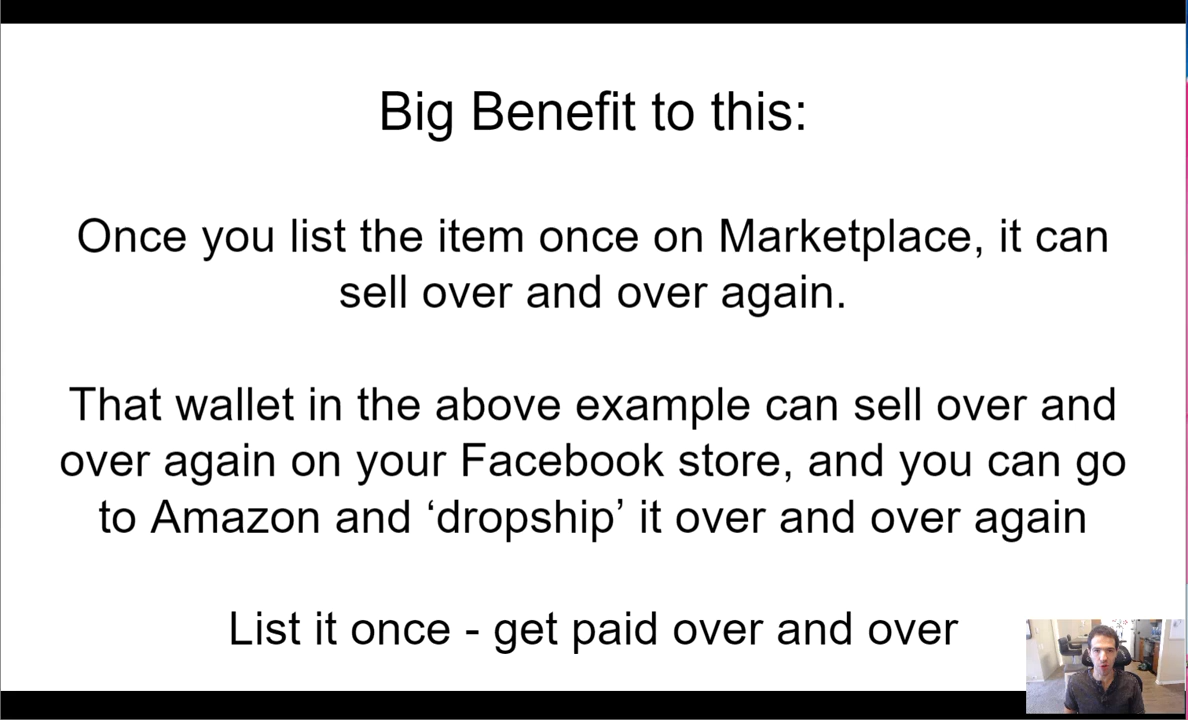 Big Benefit to this:
Once you list the item once on Marketplace, it can
sell over and over again.
That wallet in the above example can sell over and
over again on your Facebook store, and you can go
to Amazon and ‘dropship’ it over and over again
List it once - get paid over and over